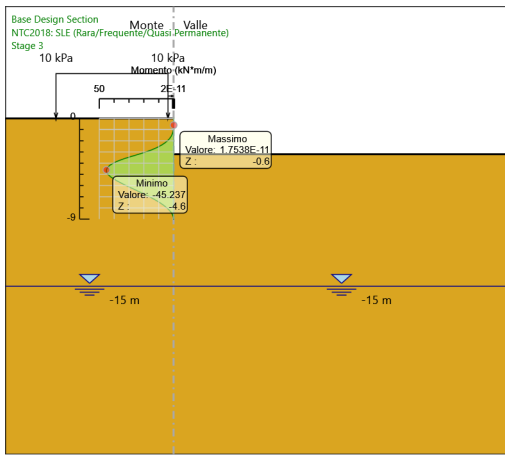 Base Design Section
Monte Valle
NTC2018: SLE (Rara/Frequente/Quasi Permanente)
Stage 3
10 kPa 10 kPa
Momento (kN*m/m)
50 2E-11
0
Massimo
Valore: 1.7538E-11
Z : -0.6
Minimo
Valore: -45.237
Z : -4.6
-9
-15 m -15 m